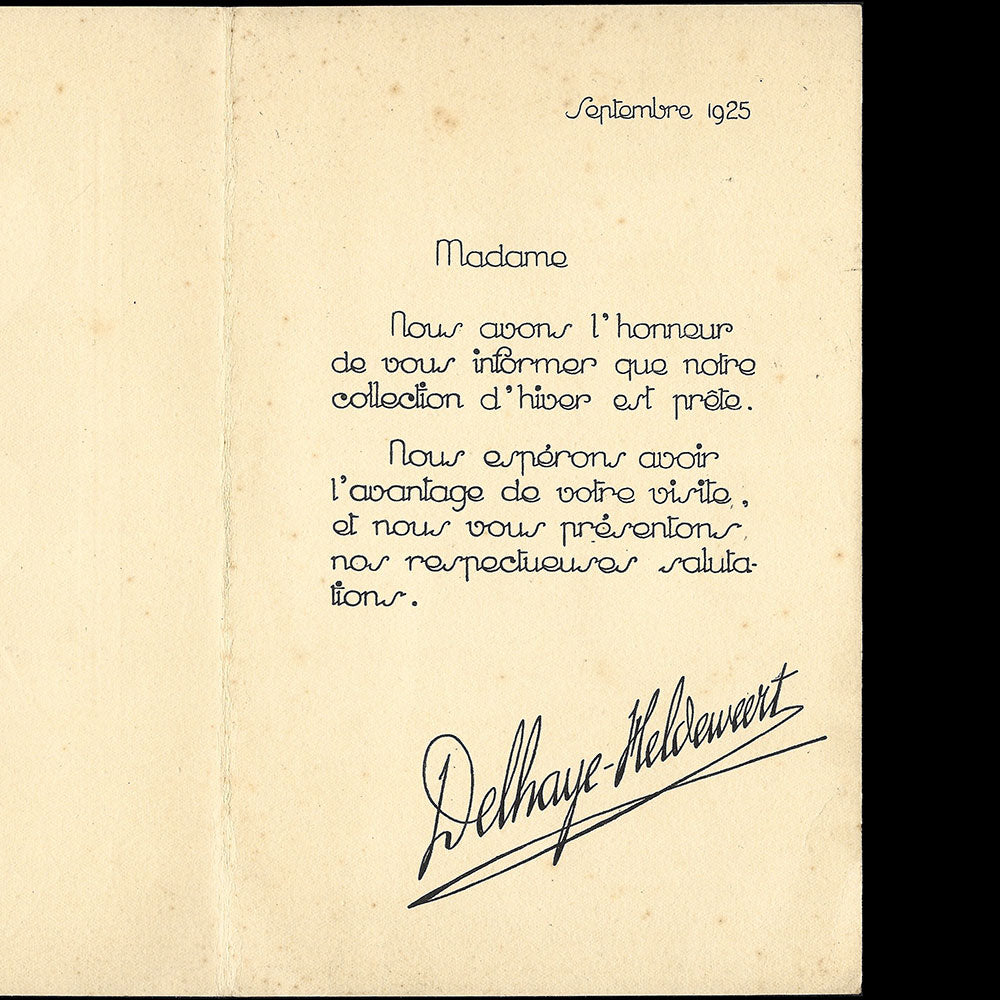 Septembre 1925
Madame
Nous avons l'honneur
de vous informer que notre
collection d'hiver est prête.
Nous espérons avoir
l'avantage de votre visite,
et nous vous présentons
nos respectueuses saluta-
tions.
Delhaye-Heldeweert